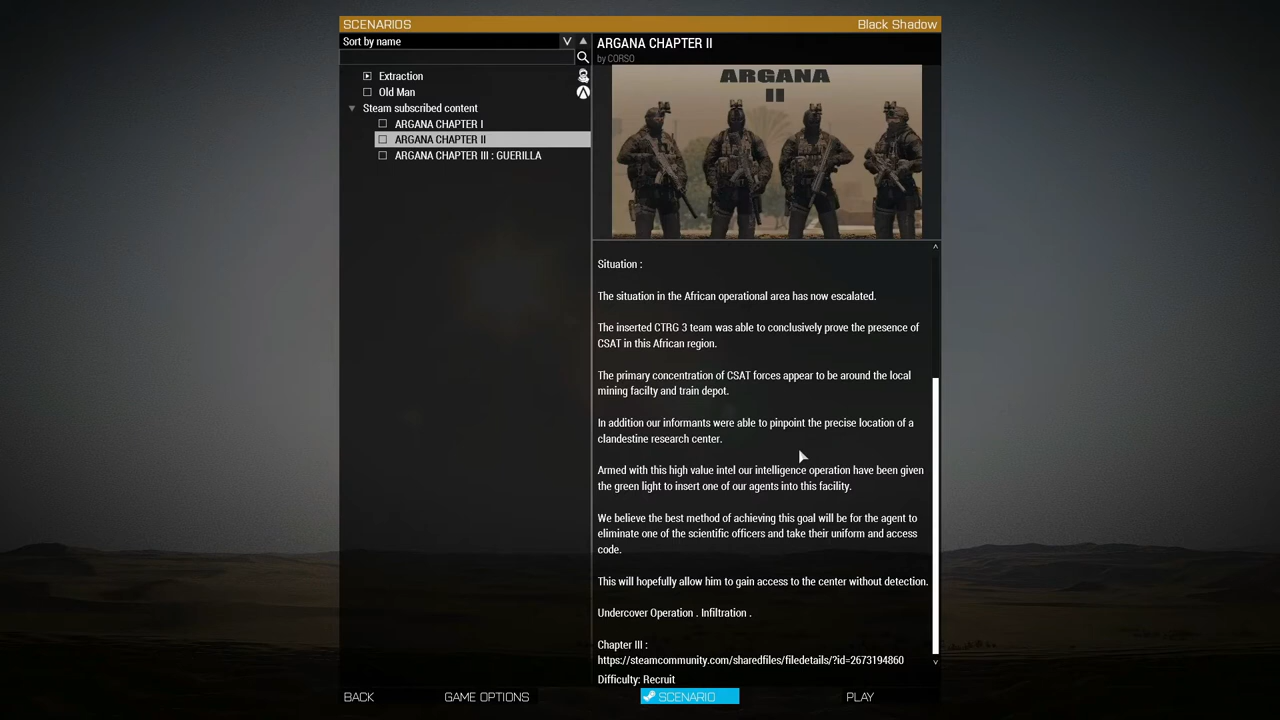 SCENARIOS
Black Shadow
Sort by name
ARGANA CHAPTER II
by CORSO
Extraction
Old Man
Steam subscribed content
ARGANA CHAPTER I
ARGANA CHAPTER II
ARGANA CHAPTER III : GUERILLA
ARGANA
II
Situation :
The situation in the African operational area has now escalated.
The inserted CTRG 3 team was able to conclusively prove the presence of
CSAT in this African region.
The primary concentration of CSAT forces appear to be around the local
mining facilty and train depot.
In addition our informants were able to pinpoint the precise location of a
clandestine research center.
Armed with this high value intel our intelligence operation have been given
the green light to insert one of our agents into this facility.
We believe the best method of achieving this goal will be for the agent to
eliminate one of the scientific officers and take their uniform and access
code.
This will hopefully allow him to gain access to the center without detection.
Undercover Operation . Infiltration .
Chapter III :
https://steamcommunity.com/sharedfiles/filedetails/?id=2673194860
Difficulty: Recruit
BACK
GAME OPTIONS
SCENARIO
PLAY